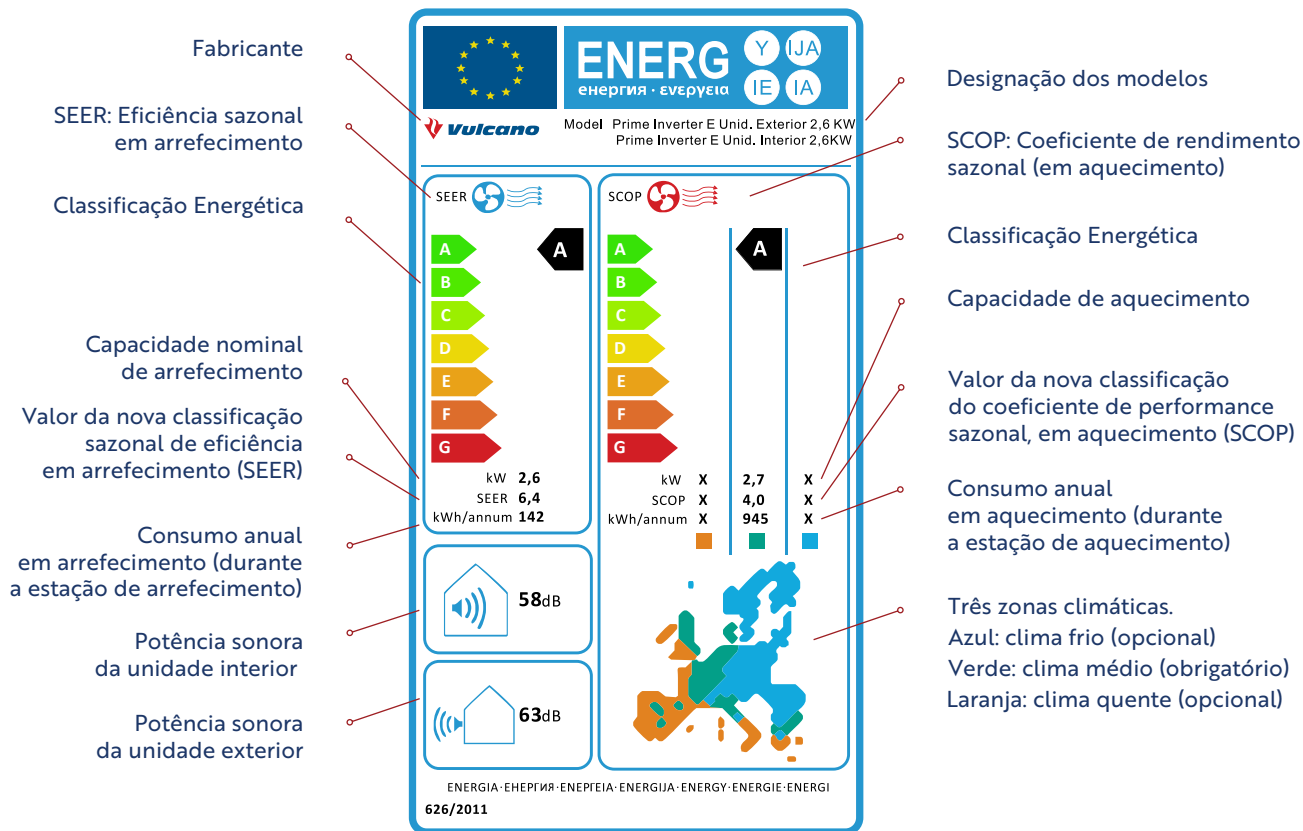 Fabricante
SEER: Eficiência sazonal
em arrefecimento
Classificação Energética
Capacidade nominal
de arrefecimento
Valor da nova classificação
sazonal de eficiência
em arrefecimento (SEER)
Consumo anual
em arrefecimento (durante
a estação de arrefecimento)
Potência sonora
da unidade interior
Potência sonora
da unidade exterior
ENERG
енергия · ενεργεια
Y IJA
IE IA
Vulcano
Model Prime Inverter E Unid. Exterior 2,6 KW
Prime Inverter E Unid. Interior 2,6KW
SEER
A A
B
C
D
E
F
G
kW 2,6
SEER 6,4
kWh/annum 142
SCOP
A A
B
C
D
E
F
G
kW X 2,7 X
SCOP X 4,0 X
kWh/annum X 945 X
58dB
63dB
ENERGIA·ЕНЕРГИЯ·ΕΝΕΡΓΕΙΑ·ENERGIJA·ENERGY·ENERGIE·ENERGI
626/2011
Designação dos modelos
SCOP: Coeficiente de rendimento
sazonal (em aquecimento)
Classificação Energética
Capacidade de aquecimento
Valor da nova classificação
do coeficiente de performance
sazonal, em aquecimento (SCOP)
Consumo anual
em aquecimento (durante
a estação de aquecimento)
Três zonas climáticas.
Azul: clima frio (opcional)
Verde: clima médio (obrigatório)
Laranja: clima quente (opcional)